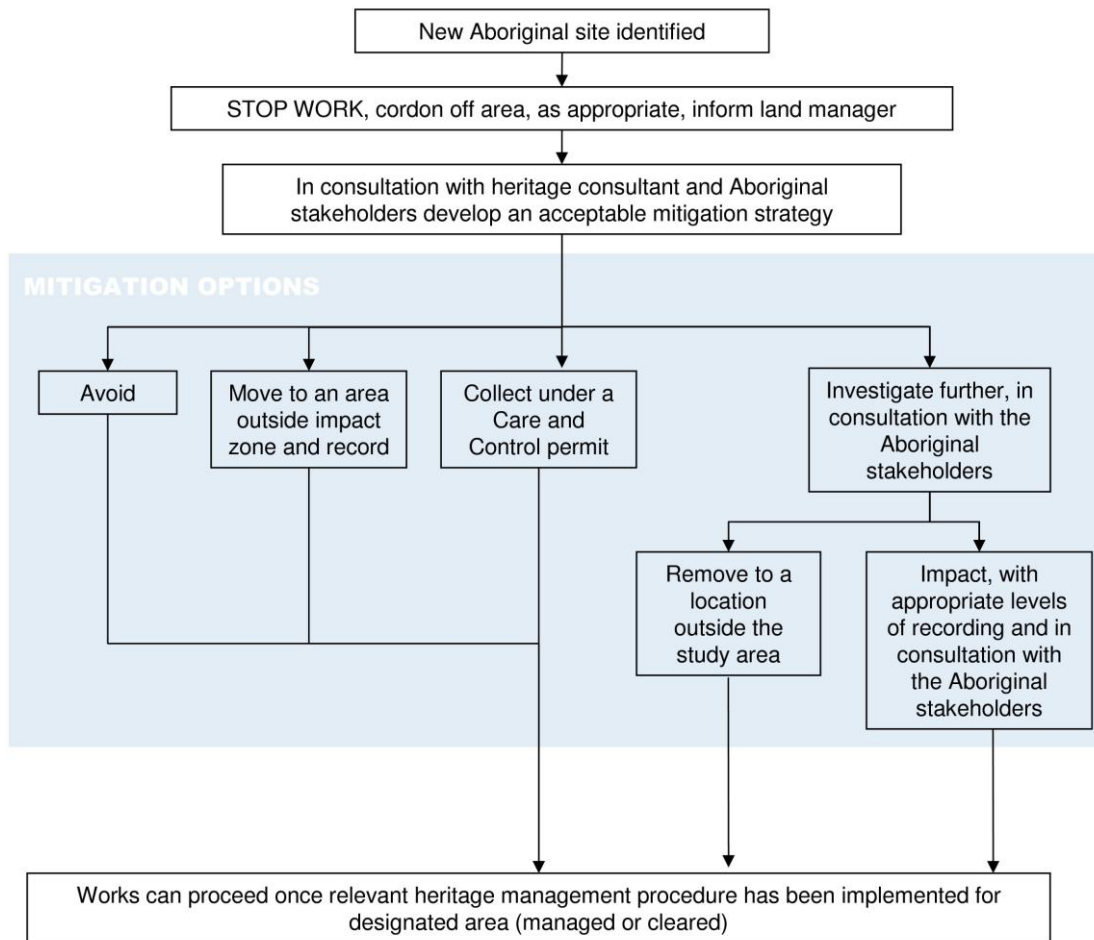 New Aboriginal site identified
STOP WORK, cordon off area, as appropriate, inform land manager
In consultation with heritage consultant and Aboriginal
stakeholders develop an acceptable mitigation strategy
MITIGATION OPTIONS
Avoid
Move to an area
outside impact
zone and record
Collect under a
Care and
Control permit
Investigate further, in
consultation with the
Aboriginal
stakeholders
Remove to a
location
outside the
study area
Impact, with
appropriate levels
of recording and in
consultation with
the Aboriginal
stakeholders
Works can proceed once relevant heritage management procedure has been implemented for
designated area (managed or cleared)